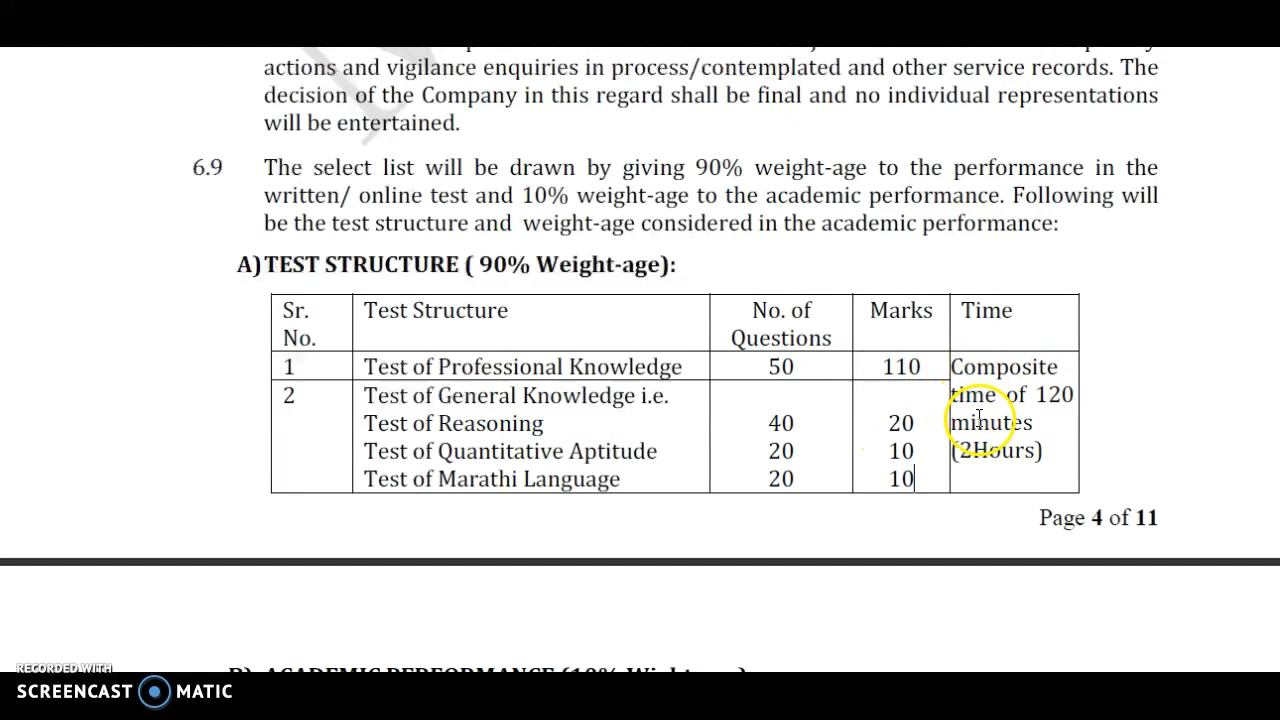 actions and vigilance enquiries in process/contemplated and other service records. The
decision of the Company in this regard shall be final and no individual representations
will be entertained.
6.9 The select list will be drawn by giving 90% weight-age to the performance in the
written/ online test and 10% weight-age to the academic performance. Following will
be the test structure and weight-age considered in the academic performance:
A) TEST STRUCTURE ( 90% Weight-age):
Sr. No. Test Structure No. of Questions Marks Time
1 Test of Professional Knowledge 50 110 Composite
2 Test of General Knowledge i.e. time of 120
Test of Reasoning 40 20 minutes
Test of Quantitative Aptitude 20 10 (2Hours)
Test of Marathi Language 20 10
Page 4 of 11
RECORDED WITH
SCREENCAST MATIC